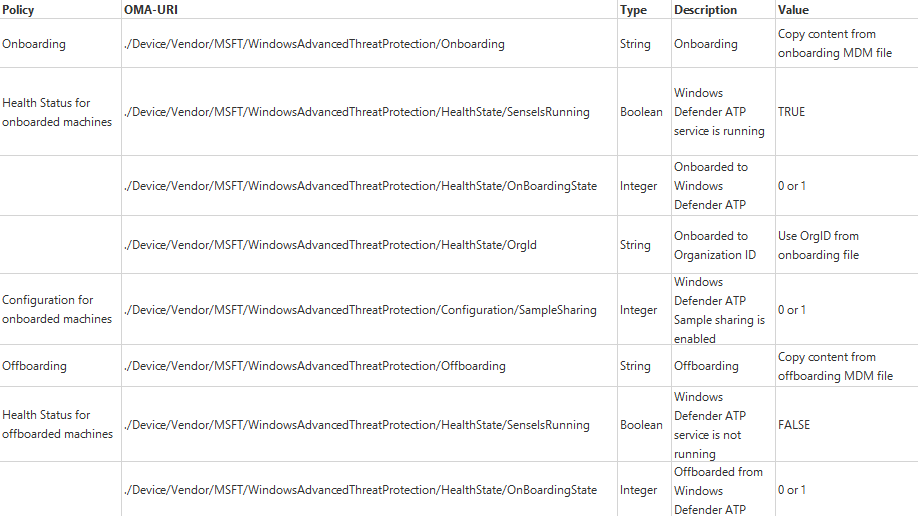 Policy OMA-URI Type Description Value
Onboarding ./Device/Vendor/MSFT/WindowsAdvancedThreatProtection/Onboarding String Onboarding Copy content from
onboarding MDM file
Health Status for
onboarded machines ./Device/Vendor/MSFT/WindowsAdvancedThreatProtection/HealthState/SenseIsRunning Boolean Windows
Defender ATP
service is running TRUE
./Device/Vendor/MSFT/WindowsAdvancedThreatProtection/HealthState/OnBoardingState Integer Onboarded to
Windows
Defender ATP 0 or 1
./Device/Vendor/MSFT/WindowsAdvancedThreatProtection/HealthState/OrgId String Onboarded to
Organization ID Use OrgID from
onboarding file
Configuration for
onboarded machines ./Device/Vendor/MSFT/WindowsAdvancedThreatProtection/Configuration/SampleSharing Integer Windows
Defender ATP
Sample sharing is
enabled 0 or 1
Offboarding ./Device/Vendor/MSFT/WindowsAdvancedThreatProtection/Offboarding String Offboarding Copy content from
offboarding MDM file
Health Status for
offboarded machines ./Device/Vendor/MSFT/WindowsAdvancedThreatProtection/HealthState/SenseIsRunning Boolean Windows
Defender ATP
service is not
running FALSE
./Device/Vendor/MSFT/WindowsAdvancedThreatProtection/HealthState/OnBoardingState Integer Offboarded from
Windows
Defender ATP 0 or 1